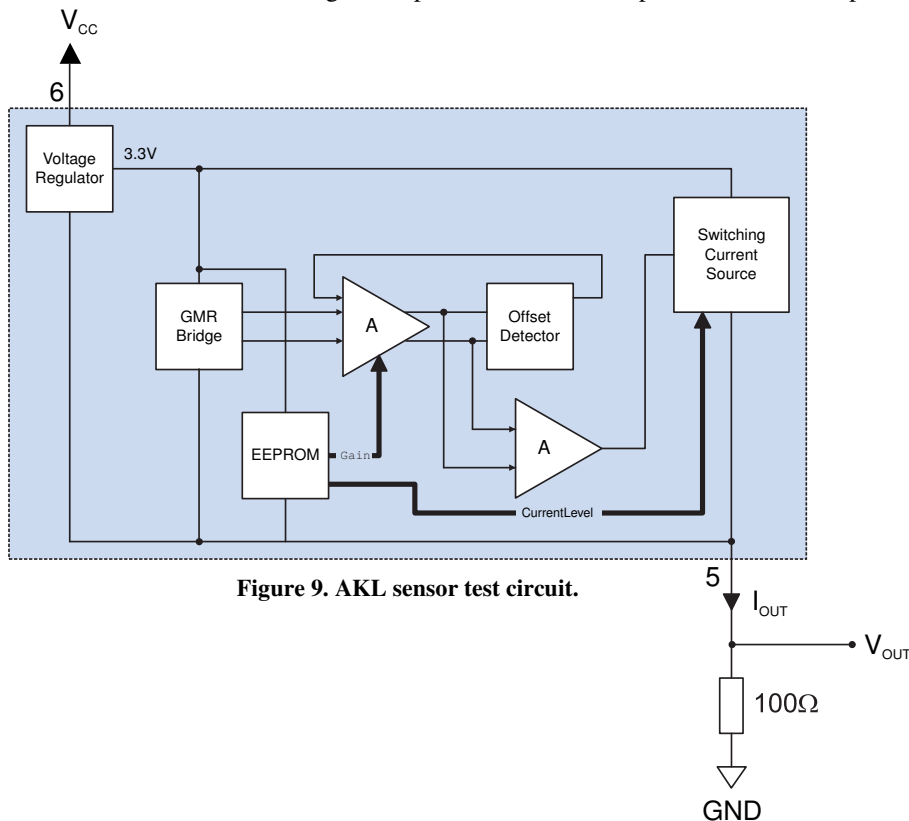 V_CC
6
Voltage
Regulator
3.3V
Switching
Current
Source
GMR
Bridge
A
Offset
Detector
EEPROM
Gain
A
CurrentLevel
5
Figure 9. AKL sensor test circuit.
I_OUT
V_OUT
100Ω
GND